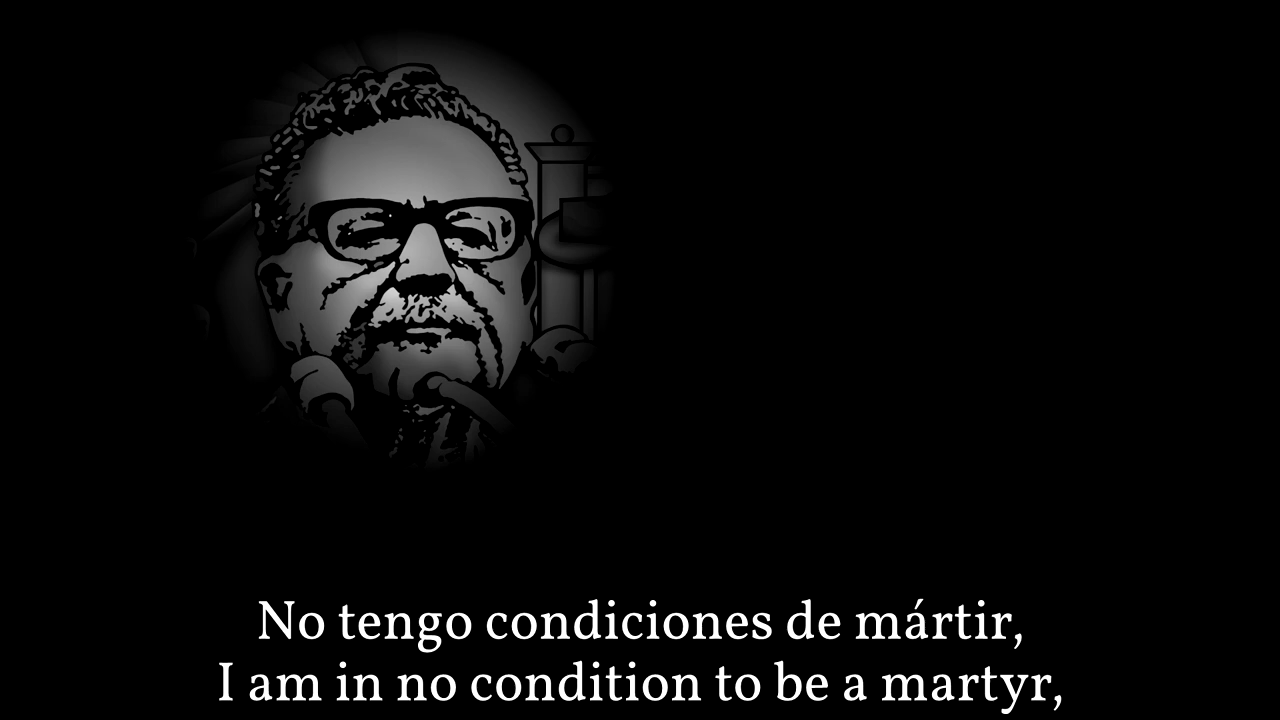 No tengo condiciones de mártir,
I am in no condition to be a martyr,